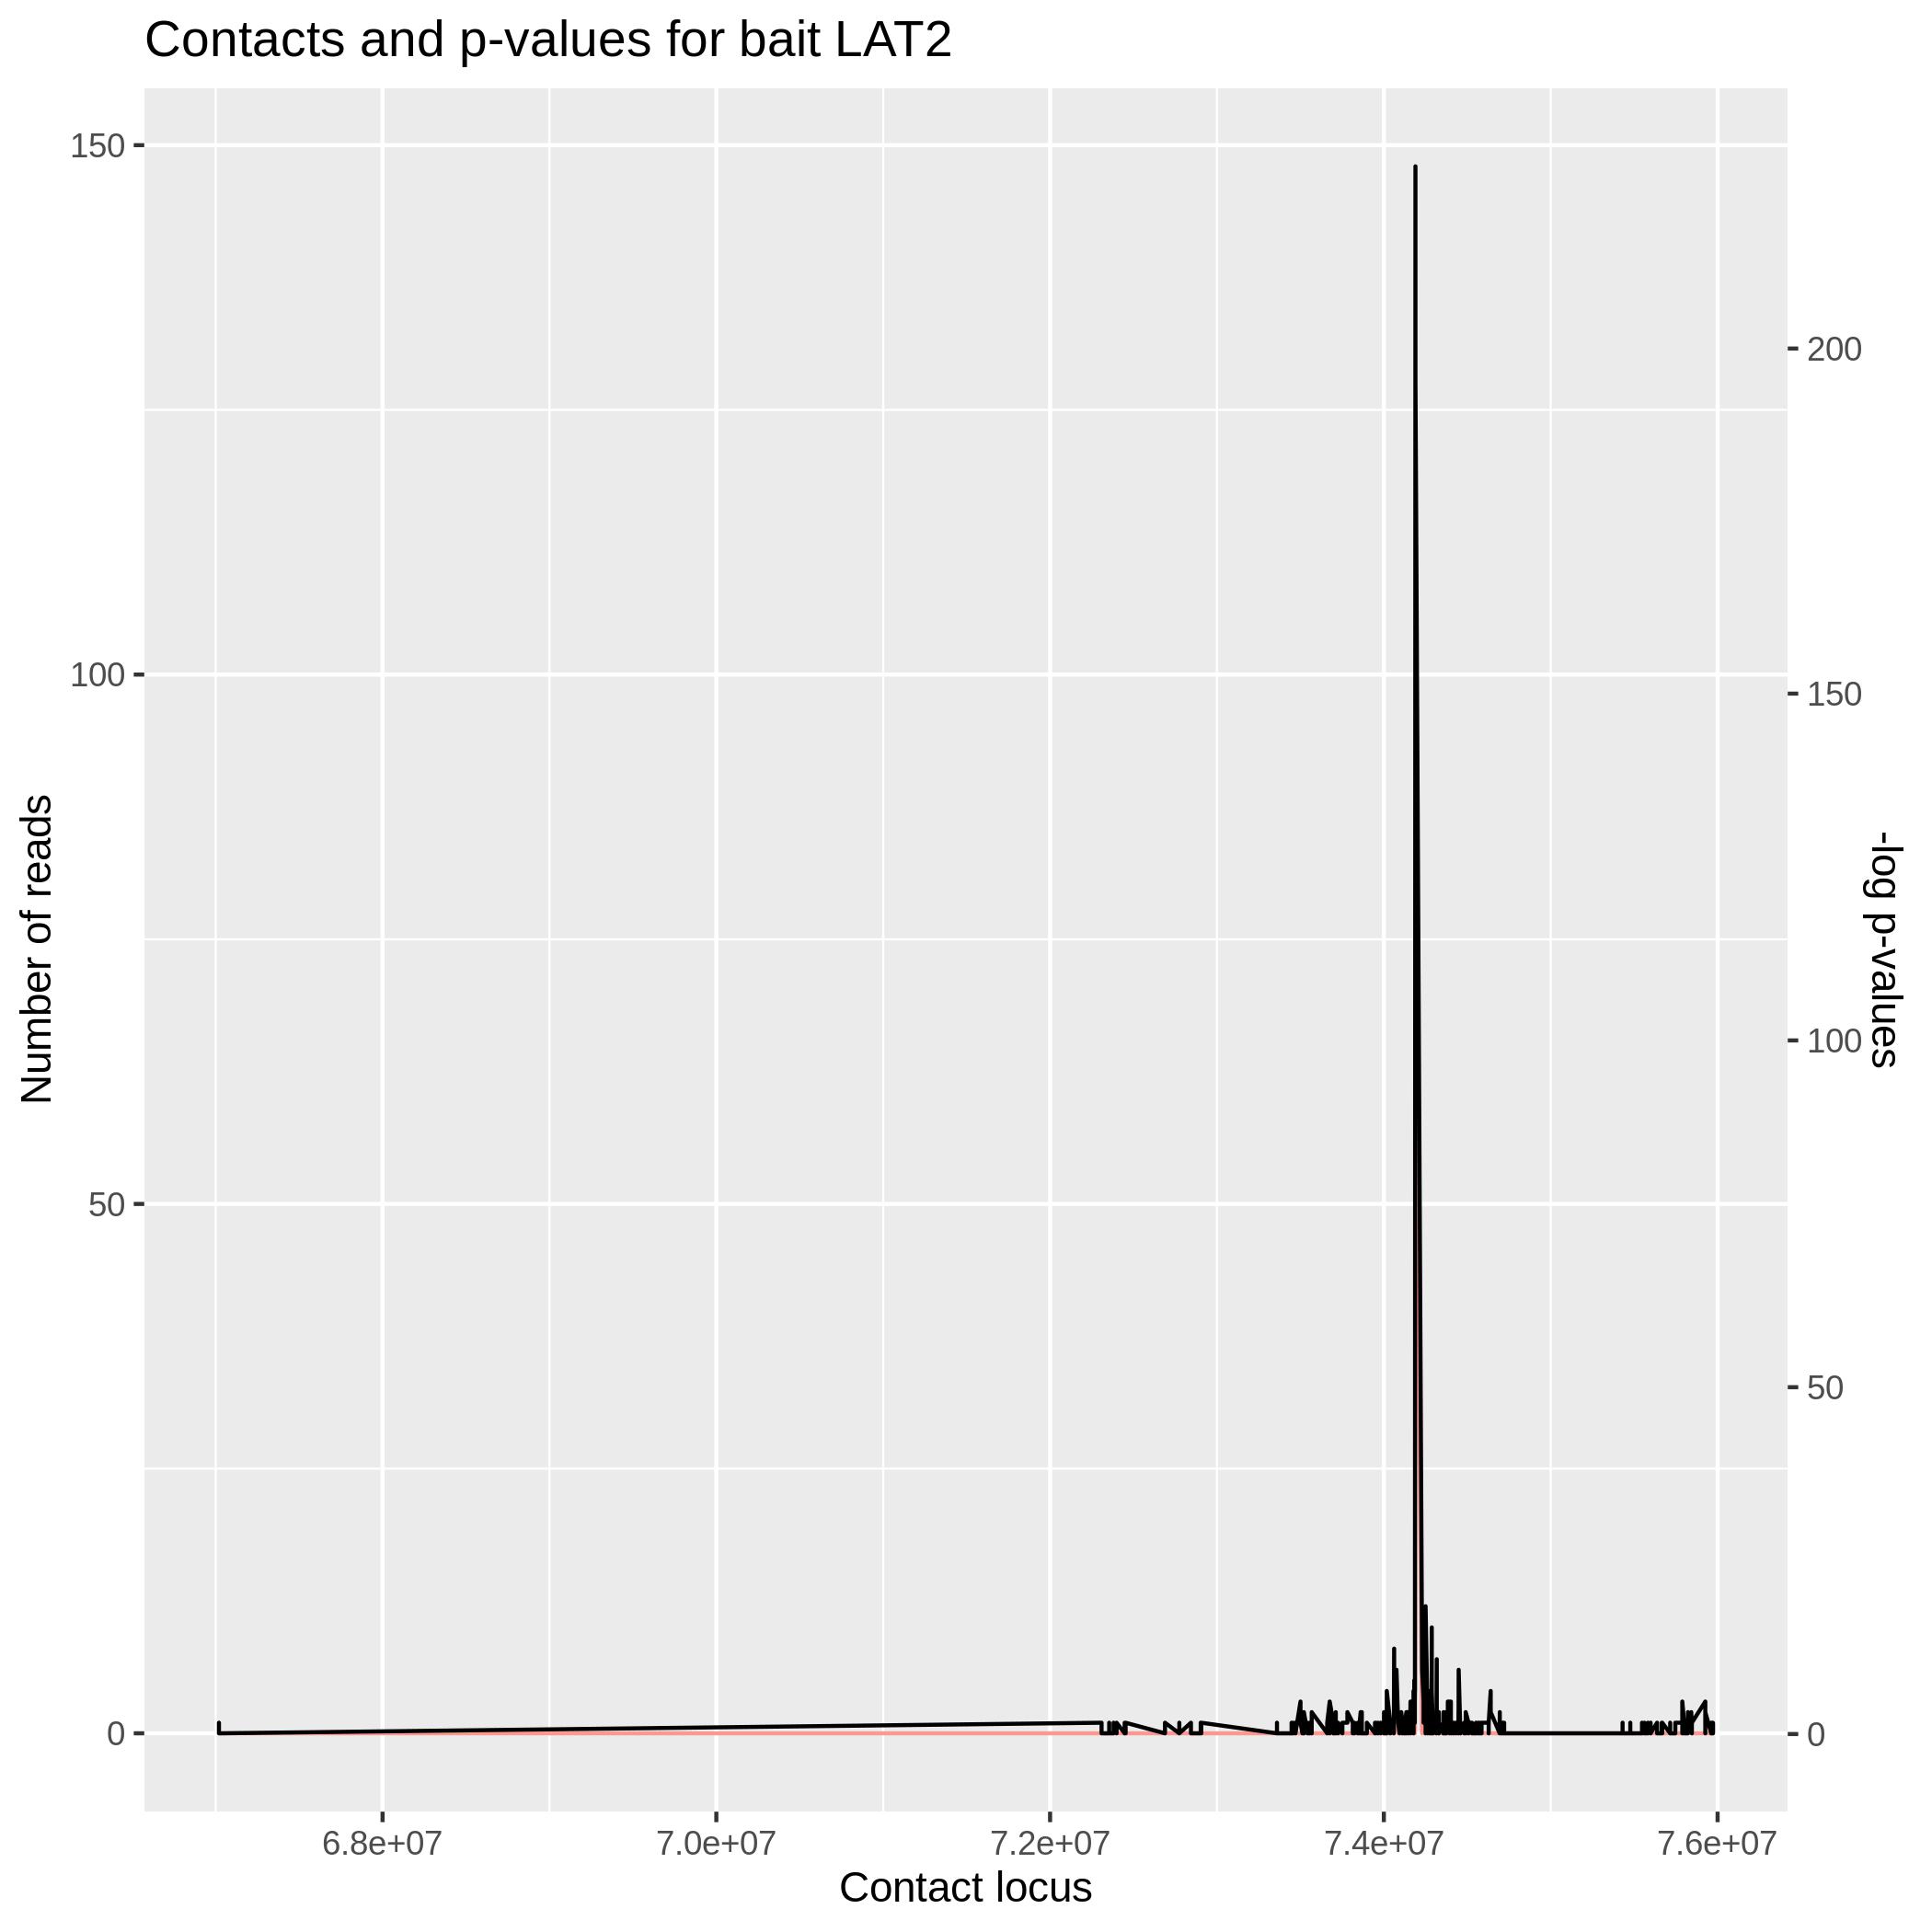 Contacts and p-values for bait LAT2
150
100
50
0
Number of reads
200
150
100
50
0
-log p-values
6.8e+07
7.0e+07
7.2e+07
7.4e+07
7.6e+07
Contact locus